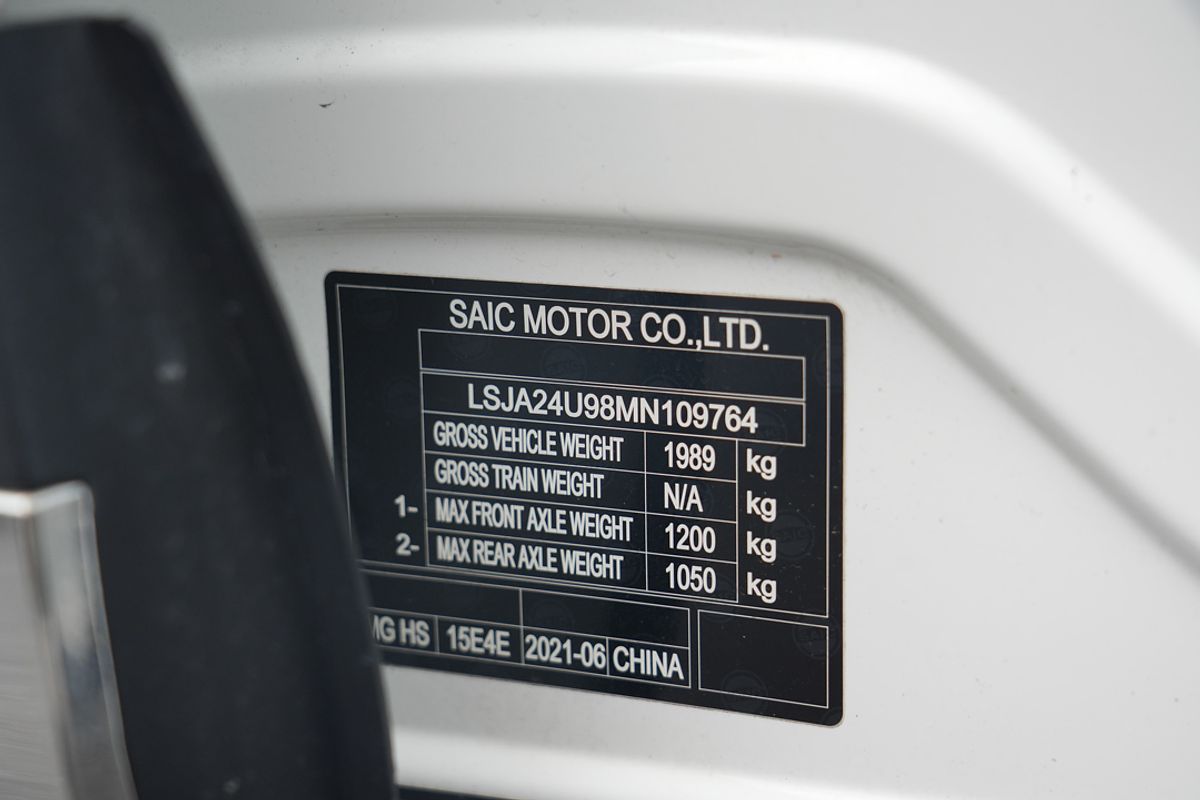 SAIC MOTOR CO.,LTD.
LSJA24U98MN109764
GROSS VEHICLE WEIGHT 1989 kg
GROSS TRAIN WEIGHT N/A kg
1- MAX FRONT AXLE WEIGHT 1200 kg
2- MAX REAR AXLE WEIGHT 1050 kg
MG HS 15E4E 2021-06 CHINA